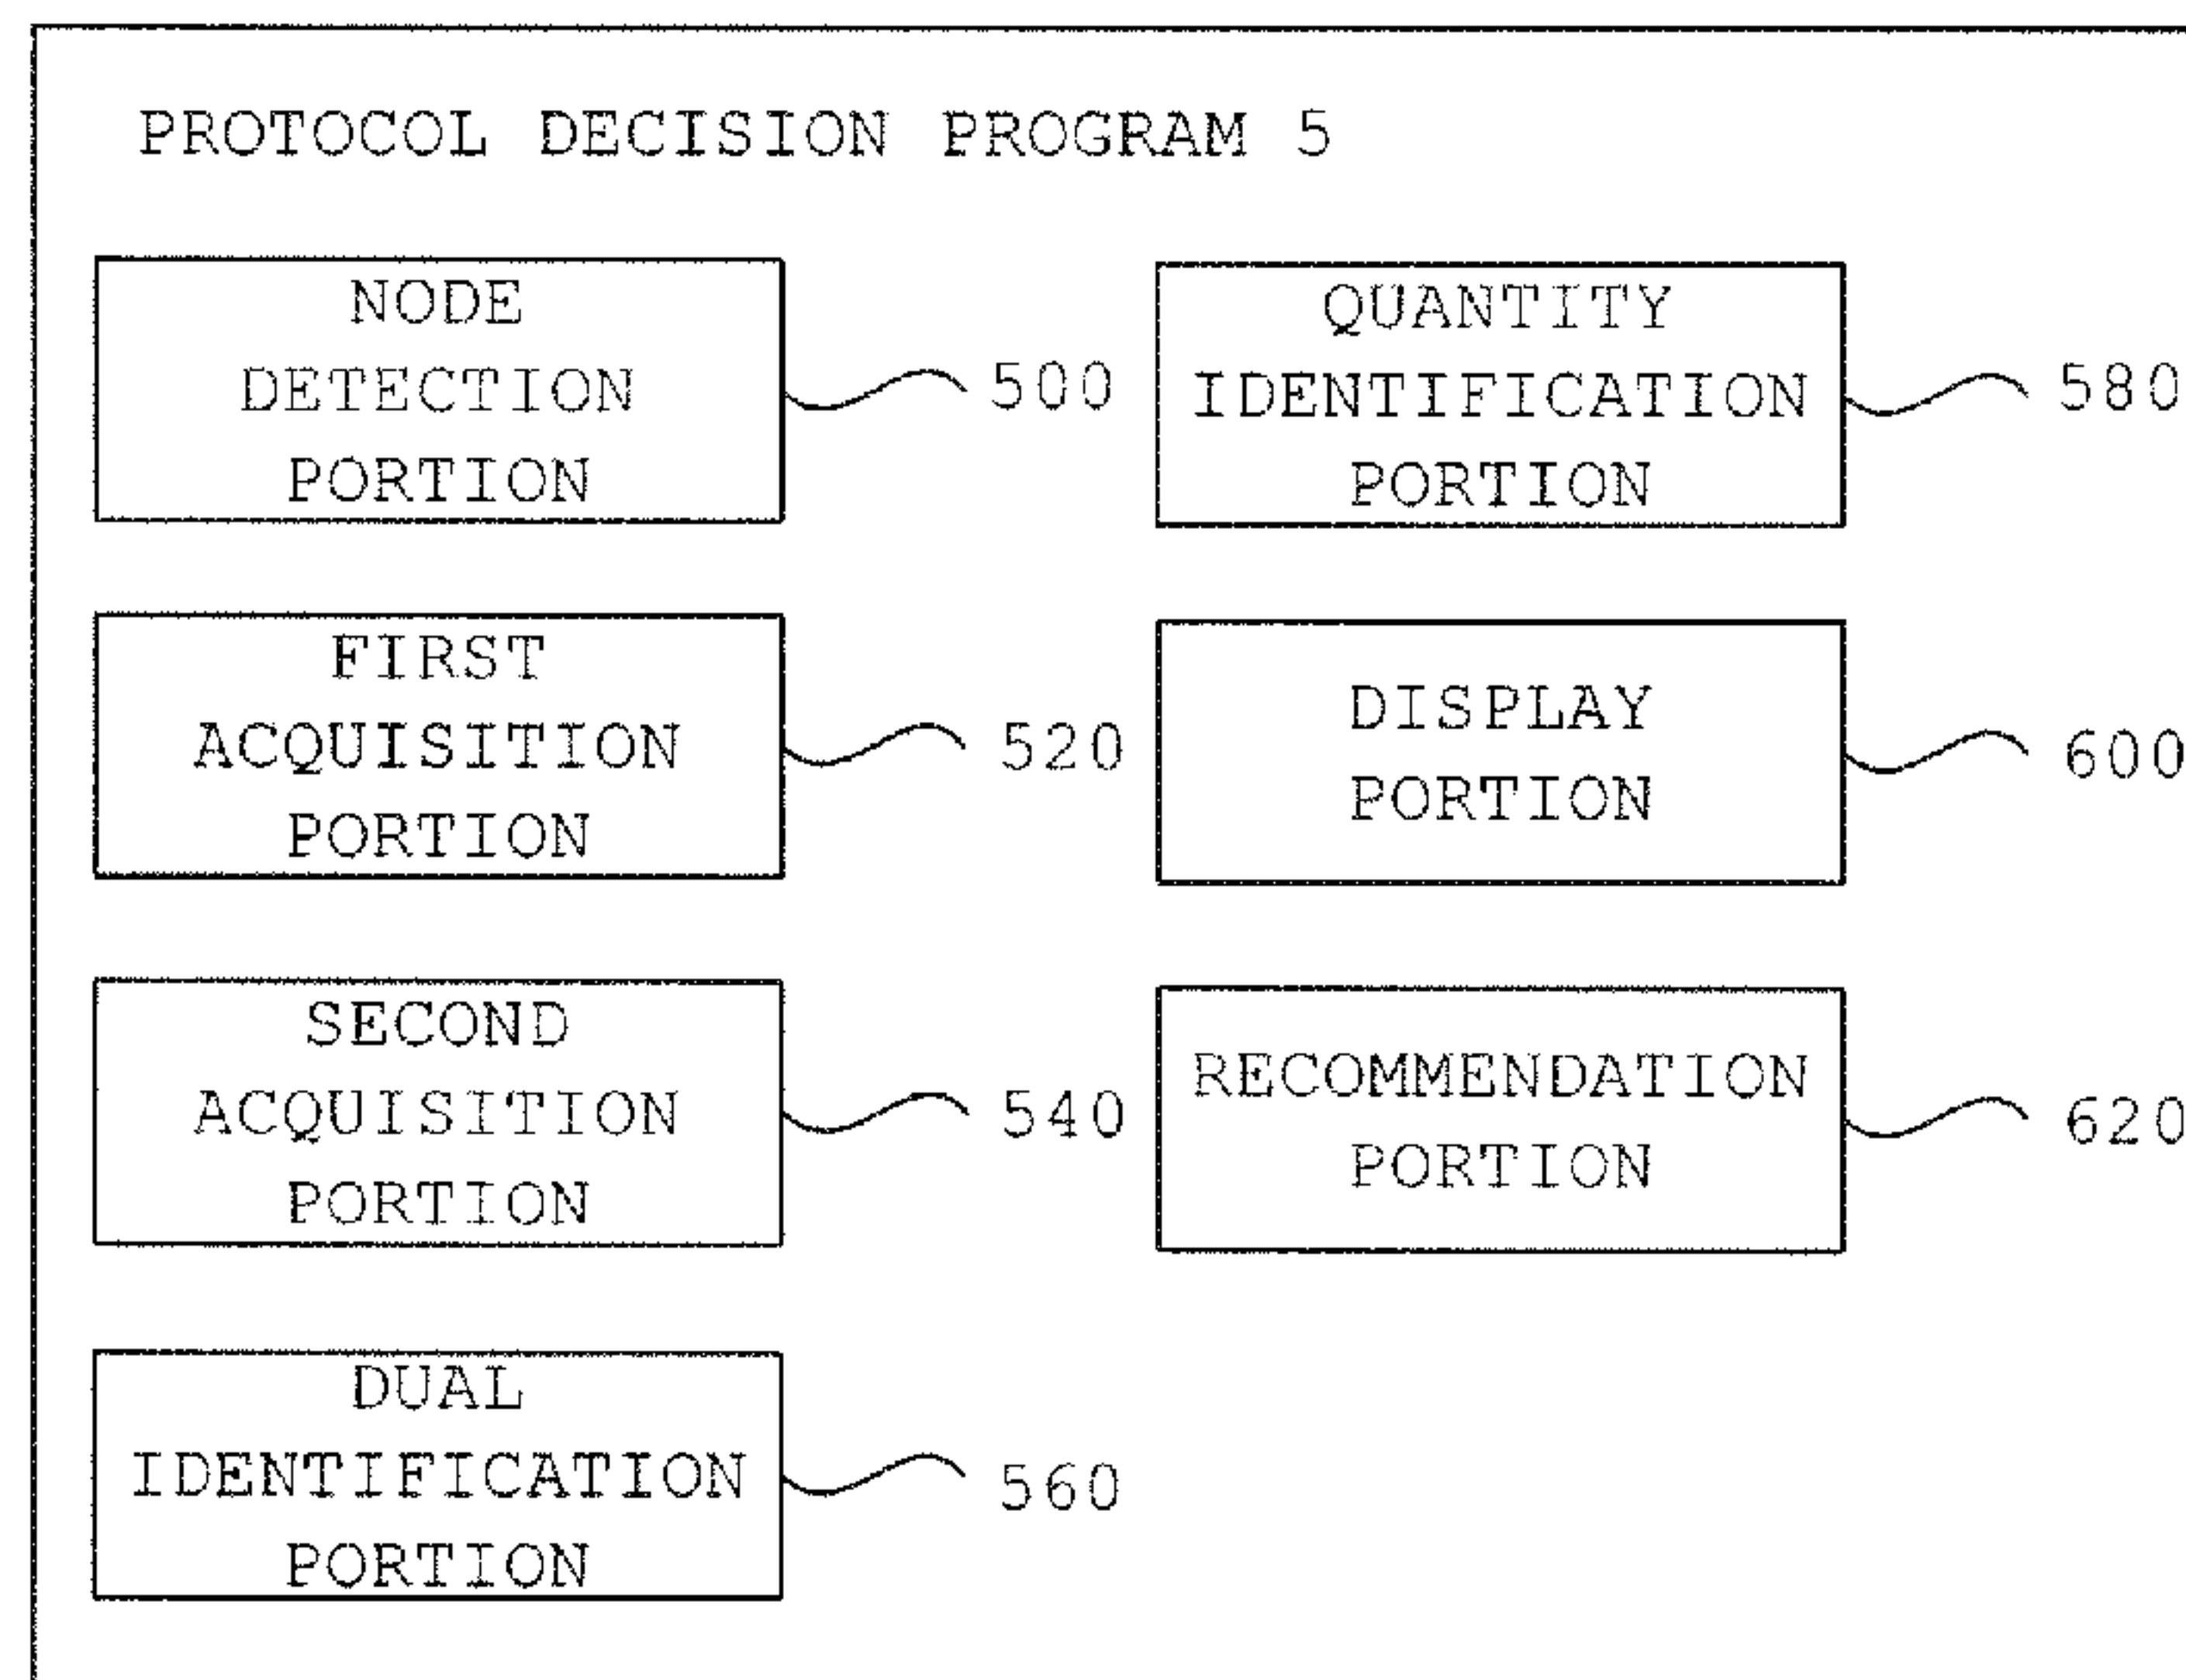 PROTOCOL DECISION PROGRAM 5
NODE
DETECTION
PORTION
500
FIRST
ACQUISITION
PORTION
520
SECOND
ACQUISITION
PORTION
540
DUAL
IDENTIFICATION
PORTION
560
QUANTITY
IDENTIFICATION
PORTION
580
DISPLAY
PORTION
600
RECOMMENDATION
PORTION
620